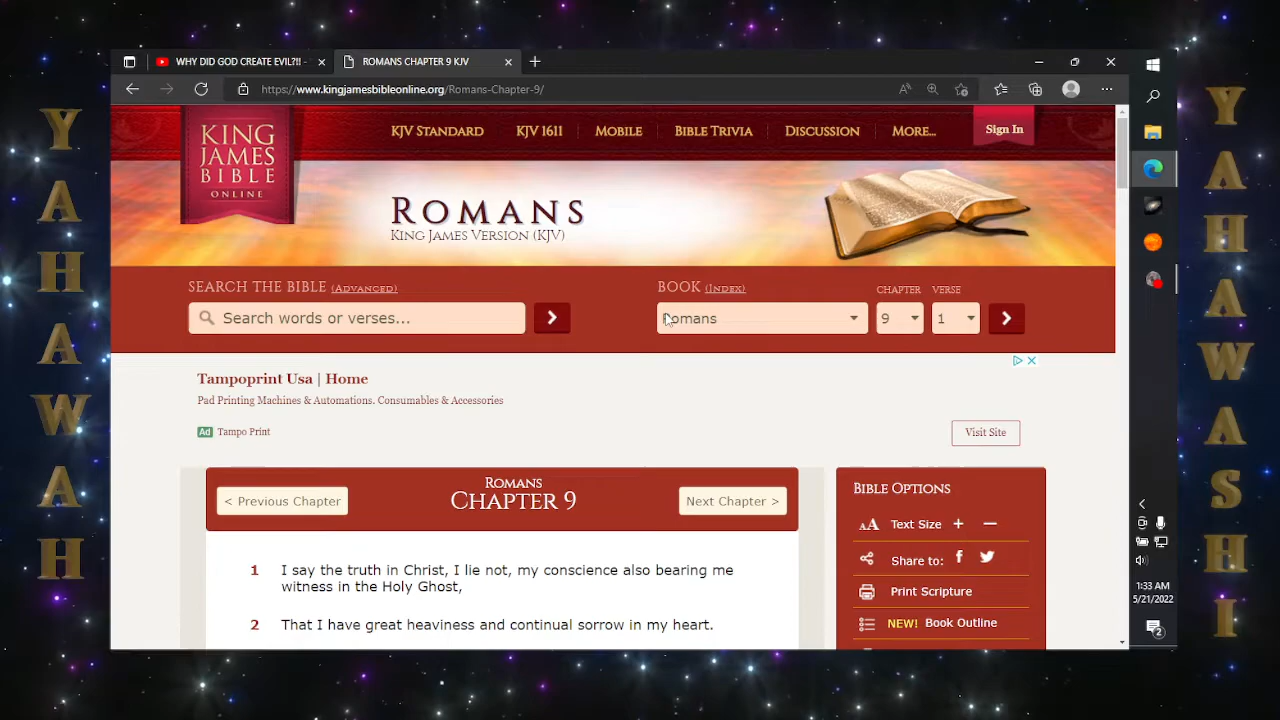 WHY DID GOD CREATE EVIL?!! -
ROMANS CHAPTER 9 KJV
https://www.kingjamesbibleonline.org/Romans-Chapter-9/
KING
JAMES
BIBLE
ONLINE
KJV STANDARD
KJV 1611
MOBILE
BIBLE TRIVIA
DISCUSSION
MORE...
Sign In
ROMANS
KING JAMES VERSION (KJV)
SEARCH THE BIBLE (ADVANCED)
Search words or verses...
BOOK (INDEX)
CHAPTER
VERSE
Romans
9
1
Tampoprint Usa | Home
Pad Printing Machines & Automations. Consumables & Accessories
Ad Tampo Print
Visit Site
< Previous Chapter
ROMANS
CHAPTER 9
Next Chapter >
1 I say the truth in Christ, I lie not, my conscience also bearing me
witness in the Holy Ghost,
2 That I have great heaviness and continual sorrow in my heart.
BIBLE OPTIONS
AA Text Size + −
Share to:
Print Scripture
NEW! Book Outline
1:33 AM
5/21/2022
2
YAHAWAH
YAHAWASHI